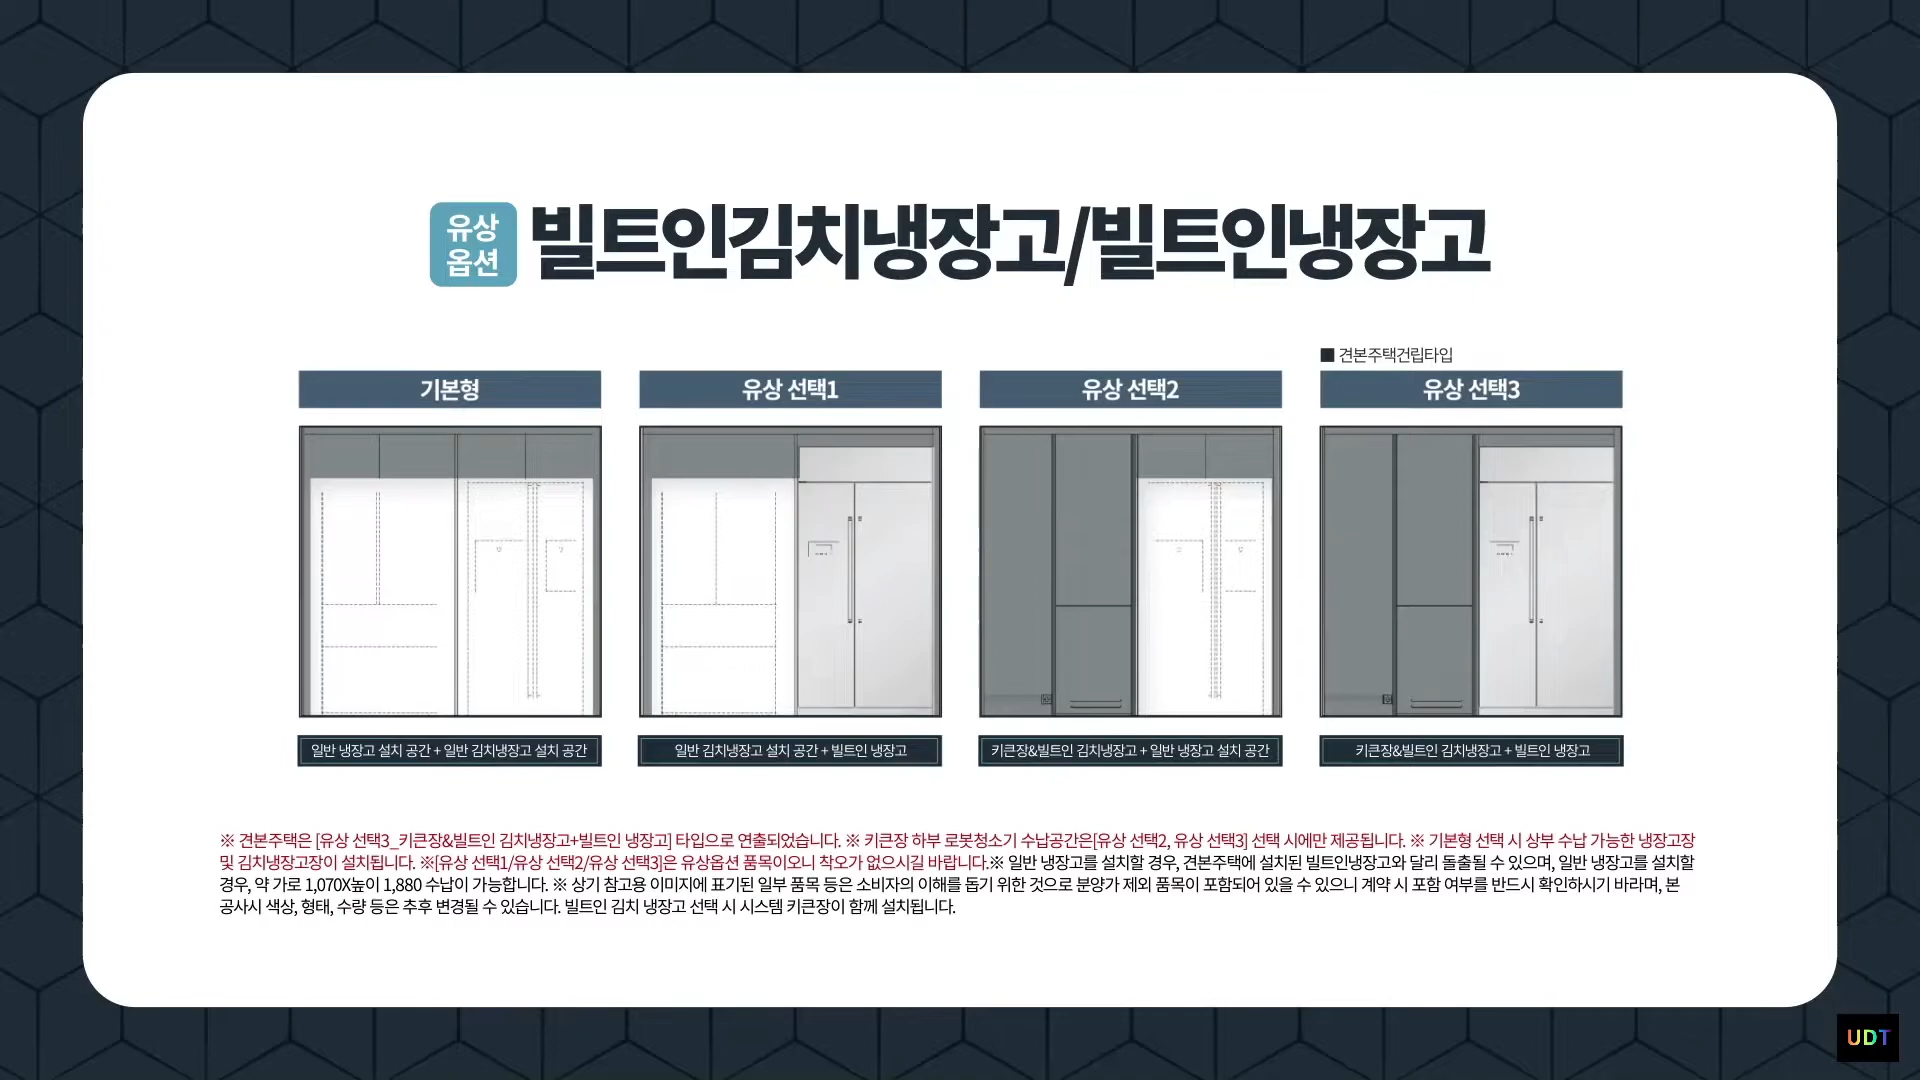 유상
옵션
빌트인김치냉장고/빌트인냉장고
■ 견본주택건립타입
기본형
유상 선택1
유상 선택2
유상 선택3
일반 냉장고 설치 공간 + 일반 김치냉장고 설치 공간
일반 김치냉장고 설치 공간 + 빌트인 냉장고
키큰장&빌트인 김치냉장고 + 일반 냉장고 설치 공간
키큰장&빌트인 김치냉장고 + 빌트인 냉장고
※ 견본주택은 [유상 선택3_키큰장&빌트인 김치냉장고+빌트인 냉장고] 타입으로 연출되었습니다. ※ 키큰장 하부 로봇청소기 수납공간은[유상 선택2, 유상 선택3] 선택 시에만 제공됩니다. ※ 기본형 선택 시 상부 수납 가능한 냉장고장
및 김치냉장고장이 설치됩니다. ※[유상 선택1/유상 선택2/유상 선택3]은 유상옵션 품목이오니 착오가 없으시길 바랍니다.※ 일반 냉장고를 설치할 경우, 견본주택에 설치된 빌트인냉장고와 달리 돌출될 수 있으며, 일반 냉장고를 설치할
경우, 약 가로 1,070X높이 1,880 수납이 가능합니다. ※ 상기 참고용 이미지에 표기된 일부 품목 등은 소비자의 이해를 돕기 위한 것으로 분양가 제외 품목이 포함되어 있을 수 있으니 계약 시 포함 여부를 반드시 확인하시기 바라며, 본
공사시 색상, 형태, 수량 등은 추후 변경될 수 있습니다. 빌트인 김치 냉장고 선택 시 시스템 키큰장이 함께 설치됩니다.
UDT